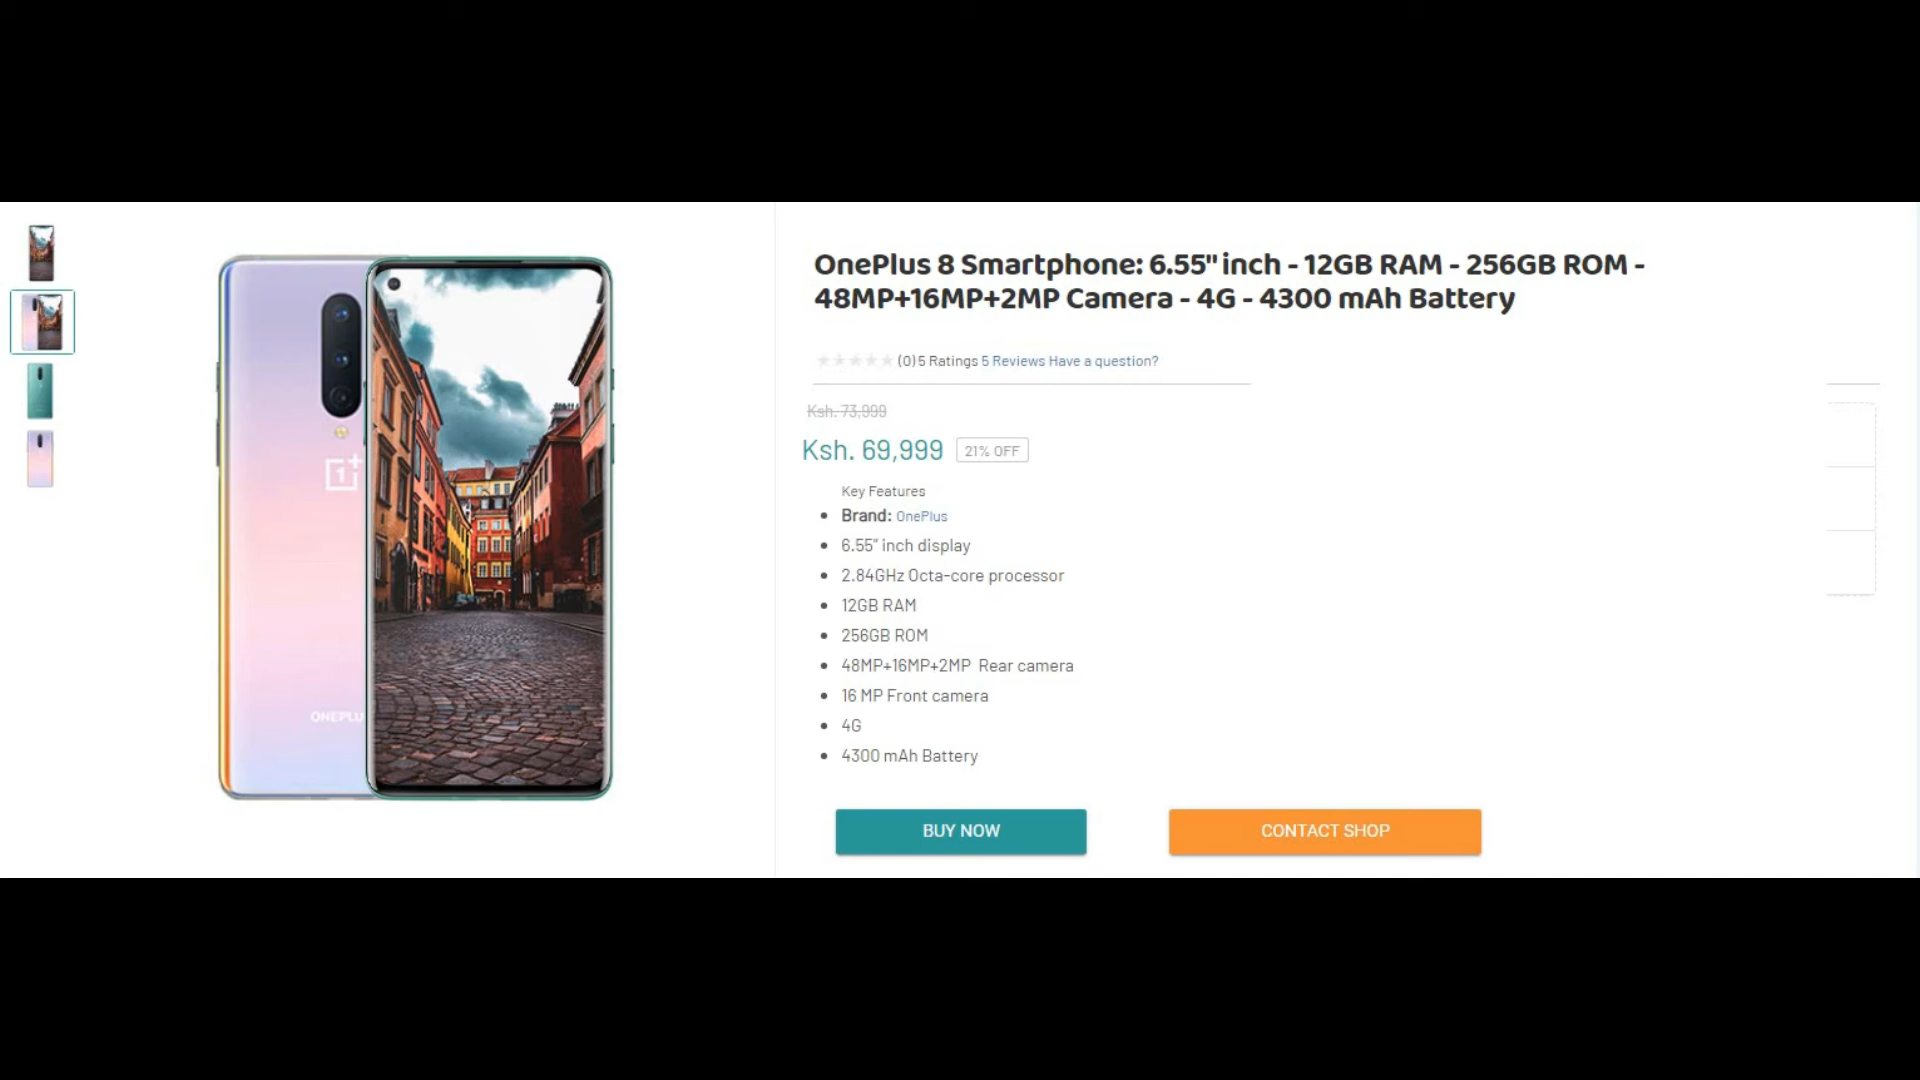 OnePlus 8 Smartphone: 6.55" inch - 12GB RAM - 256GB ROM -
48MP+16MP+2MP Camera - 4G - 4300 mAh Battery
(0) 5 Ratings 5 Reviews Have a question?
Ksh. 73,999
Ksh. 69,999 21% OFF
Key Features
Brand: OnePlus
6.55" inch display
2.84GHz Octa-core processor
12GB RAM
256GB ROM
48MP+16MP+2MP Rear camera
16 MP Front camera
4G
4300 mAh Battery
BUY NOW
CONTACT SHOP
1+
ONEPLU